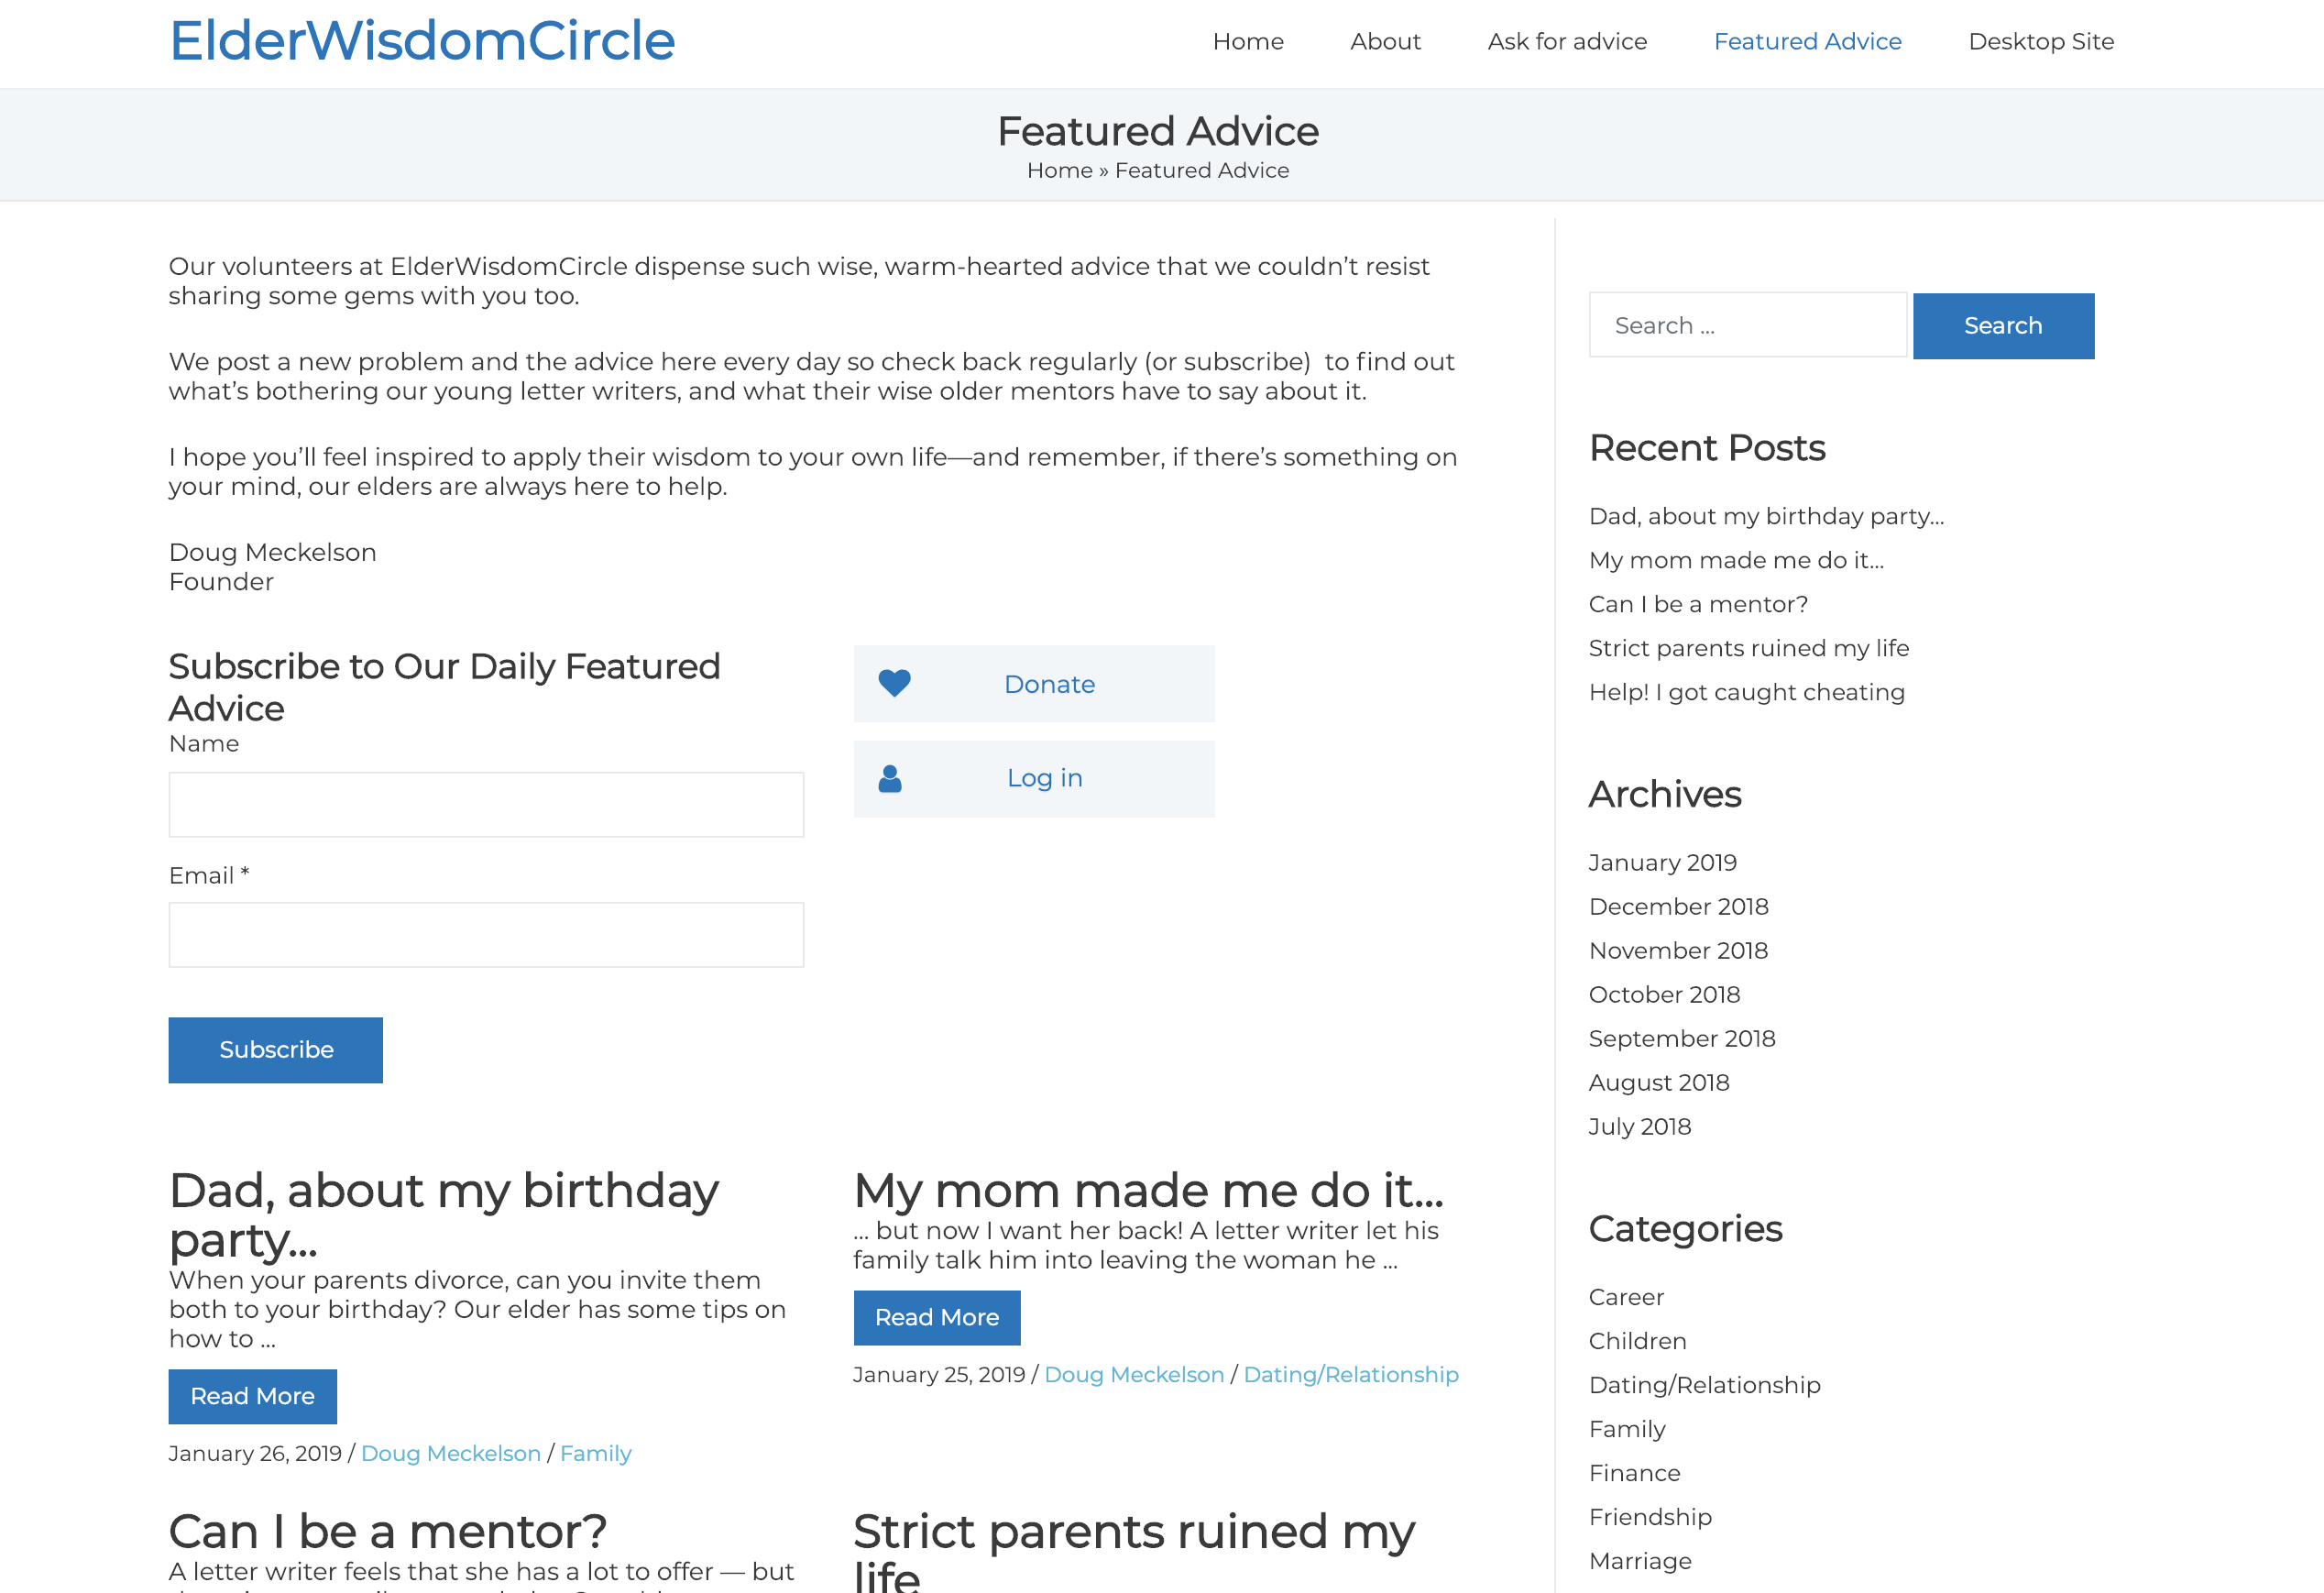 ElderWisdomCircle
Home
About
Ask for advice
Featured Advice
Desktop Site
Featured Advice
Home » Featured Advice
Our volunteers at ElderWisdomCircle dispense such wise, warm-hearted advice that we couldn’t resist
sharing some gems with you too.
We post a new problem and the advice here every day so check back regularly (or subscribe)  to find out
what’s bothering our young letter writers, and what their wise older mentors have to say about it.
I hope you’ll feel inspired to apply their wisdom to your own life—and remember, if there’s something on
your mind, our elders are always here to help.
Doug Meckelson
Founder
Subscribe to Our Daily Featured
Advice
Name
Email *
Subscribe
Donate
Log in
Dad, about my birthday
party…
When your parents divorce, can you invite them
both to your birthday? Our elder has some tips on
how to ...
Read More
January 26, 2019 / Doug Meckelson / Family
My mom made me do it…
… but now I want her back! A letter writer let his
family talk him into leaving the woman he ...
Read More
January 25, 2019 / Doug Meckelson / Dating/Relationship
Can I be a mentor?
A letter writer feels that she has a lot to offer — but
Strict parents ruined my
life
Search ...
Search
Recent Posts
Dad, about my birthday party…
My mom made me do it…
Can I be a mentor?
Strict parents ruined my life
Help! I got caught cheating
Archives
January 2019
December 2018
November 2018
October 2018
September 2018
August 2018
July 2018
Categories
Career
Children
Dating/Relationship
Family
Finance
Friendship
Marriage